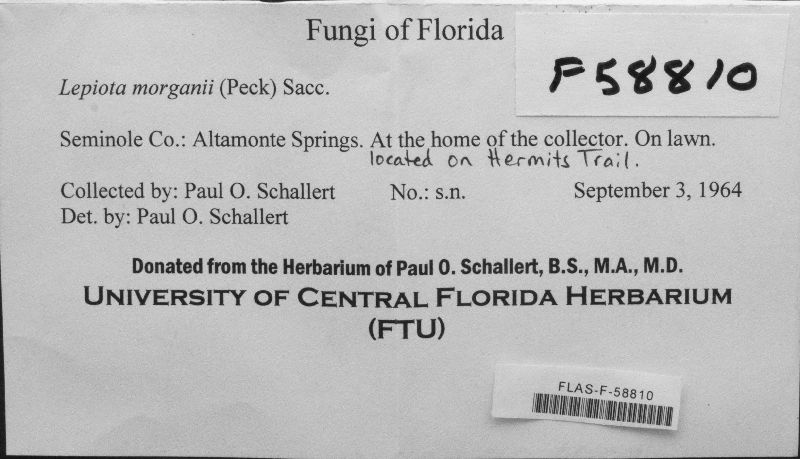 Fungi of Florida
F58810
Lepiota morganii (Peck) Sacc.
Seminole Co.: Altamonte Springs. At the home of the collector. On lawn.
located on Hermits Trail.
Collected by: Paul O. Schallert No.: s.n. September 3, 1964
Det. by: Paul O. Schallert
Donated from the Herbarium of Paul O. Schallert, B.S., M.A., M.D.
UNIVERSITY OF CENTRAL FLORIDA HERBARIUM
(FTU)
FLAS-F-58810